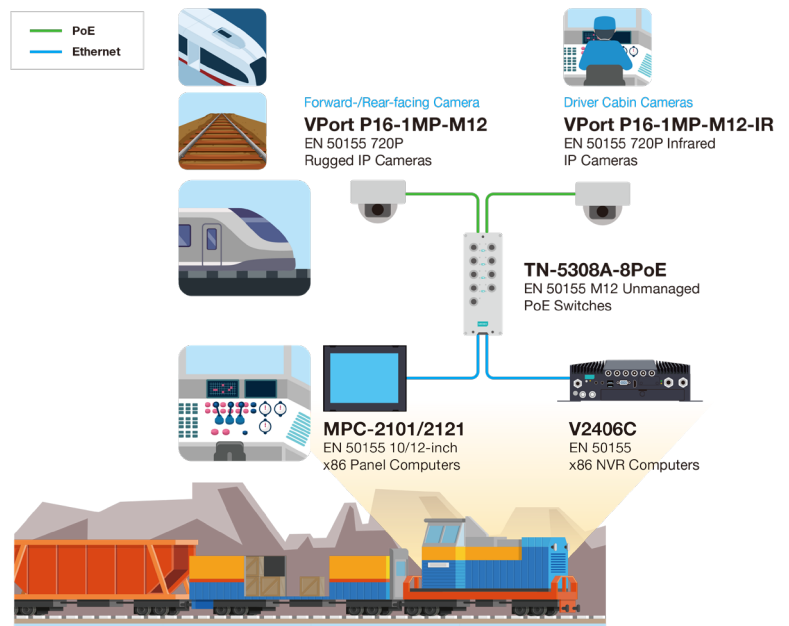 PoE
Ethernet
Forward-/Rear-facing Camera
VPort P16-1MP-M12
EN 50155 720P
Rugged IP Cameras
Driver Cabin Cameras
VPort P16-1MP-M12-IR
EN 50155 720P Infrared
IP Cameras
TN-5308A-8PoE
EN 50155 M12 Unmanaged
PoE Switches
MPC-2101/2121
EN 50155 10/12-inch
x86 Panel Computers
V2406C
EN 50155
x86 NVR Computers